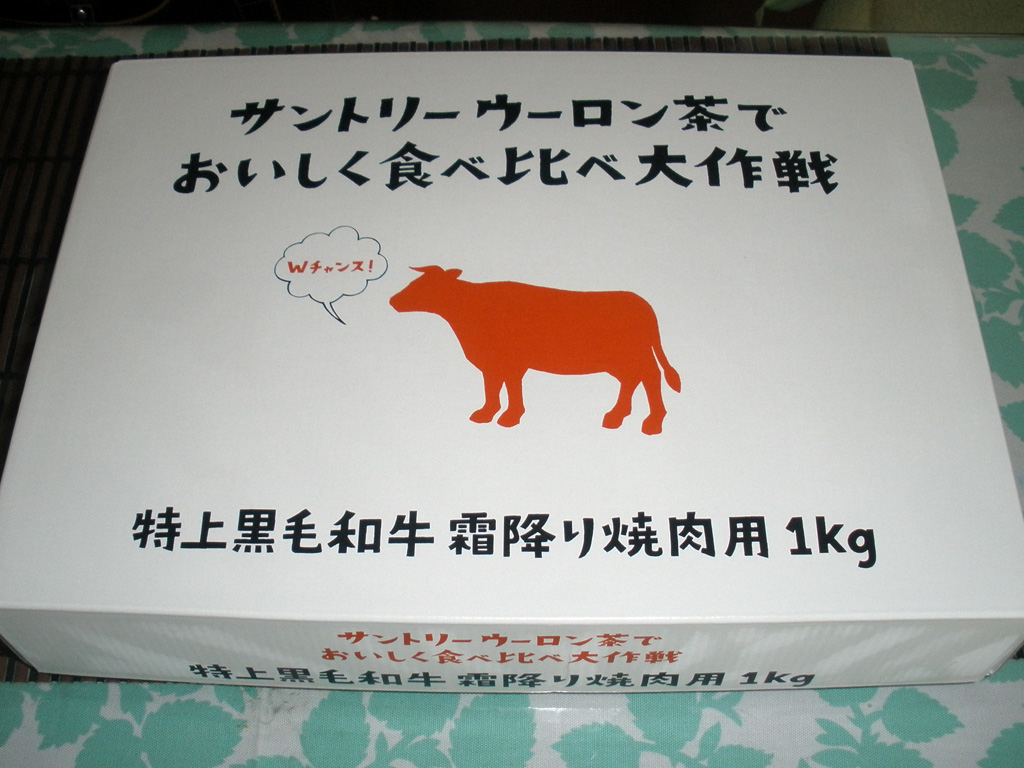 サントリーウーロン茶で
おいしく食べ比べ大作戦
Wチャンス!
特上黒毛和牛 霜降り焼肉用 1kg
サントリーウーロン茶で
おいしく食べ比べ大作戦
特上黒毛和牛 霜降り焼肉用 1kg